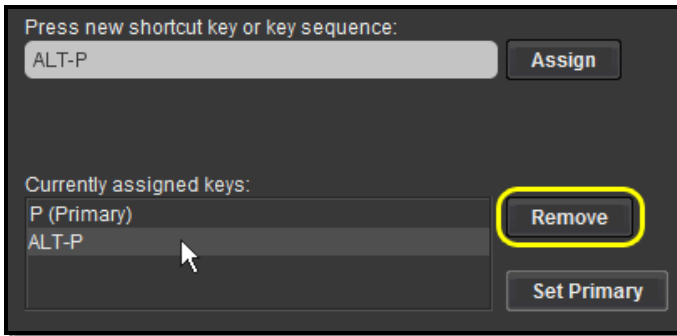 Press new shortcut key or key sequence:
ALT-P
Assign
Currently assigned keys:
P (Primary)
Remove
ALT-P
Set Primary